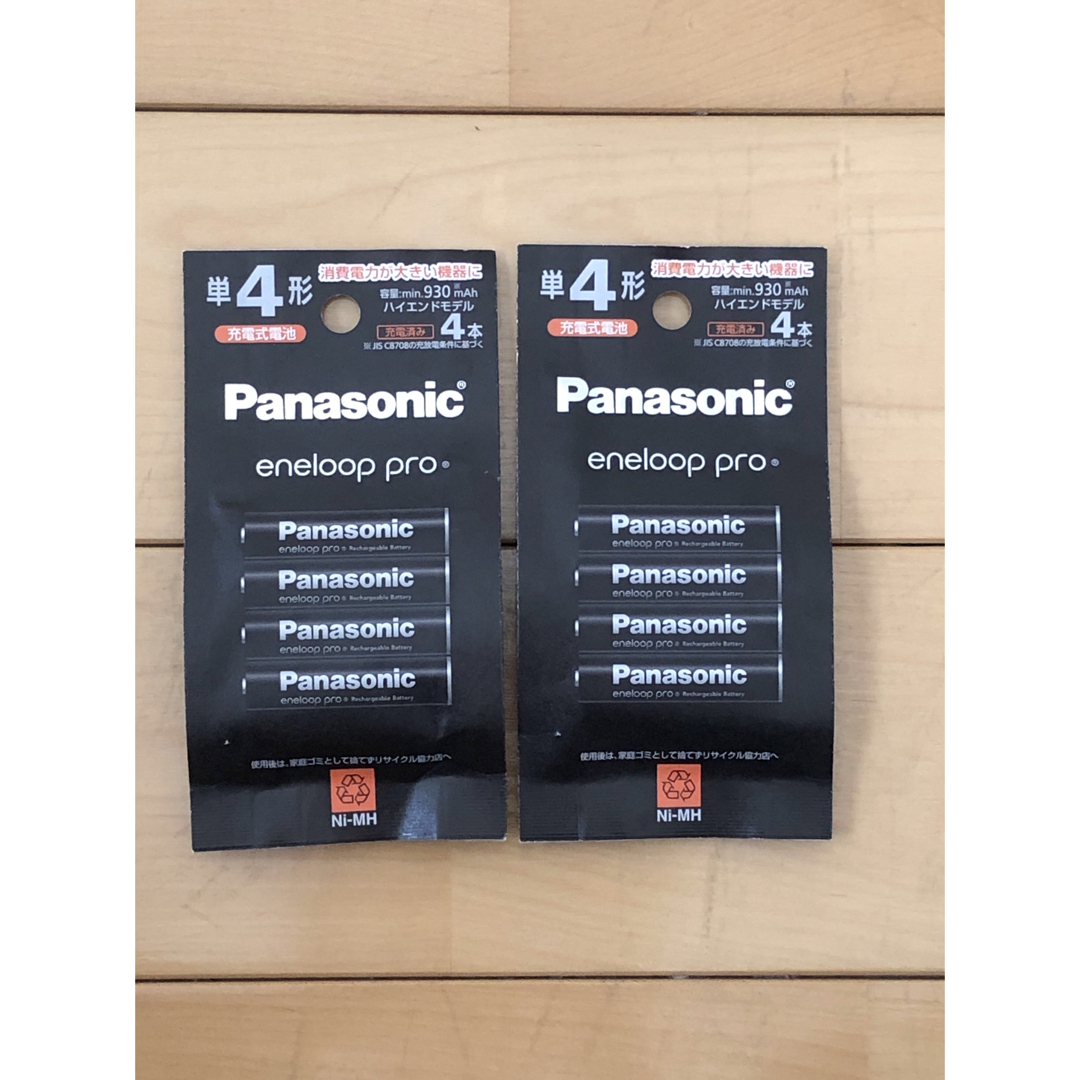 消費電力が大きい機器に
単4形
容量:min.930※mAh
ハイエンドモデル
充電式電池
充電済み 4本
※JIS C8708の充放電条件に基づく
Panasonic®
eneloop pro®
Panasonic
eneloop pro® Rechargeable Battery
Panasonic
eneloop pro® Rechargeable Battery
Panasonic
eneloop pro® Rechargeable Battery
Panasonic
eneloop pro® Rechargeable Battery
使用後は、家庭ゴミとして捨てずリサイクル協力店へ
Ni-MH
消費電力が大きい機器に
単4形
容量:min.930※mAh
ハイエンドモデル
充電式電池
充電済み 4本
※JIS C8708の充放電条件に基づく
Panasonic®
eneloop pro®
Panasonic
eneloop pro® Rechargeable Battery
Panasonic
eneloop pro® Rechargeable Battery
Panasonic
eneloop pro® Rechargeable Battery
Panasonic
eneloop pro® Rechargeable Battery
使用後は、家庭ゴミとして捨てずリサイクル協力店へ
Ni-MH